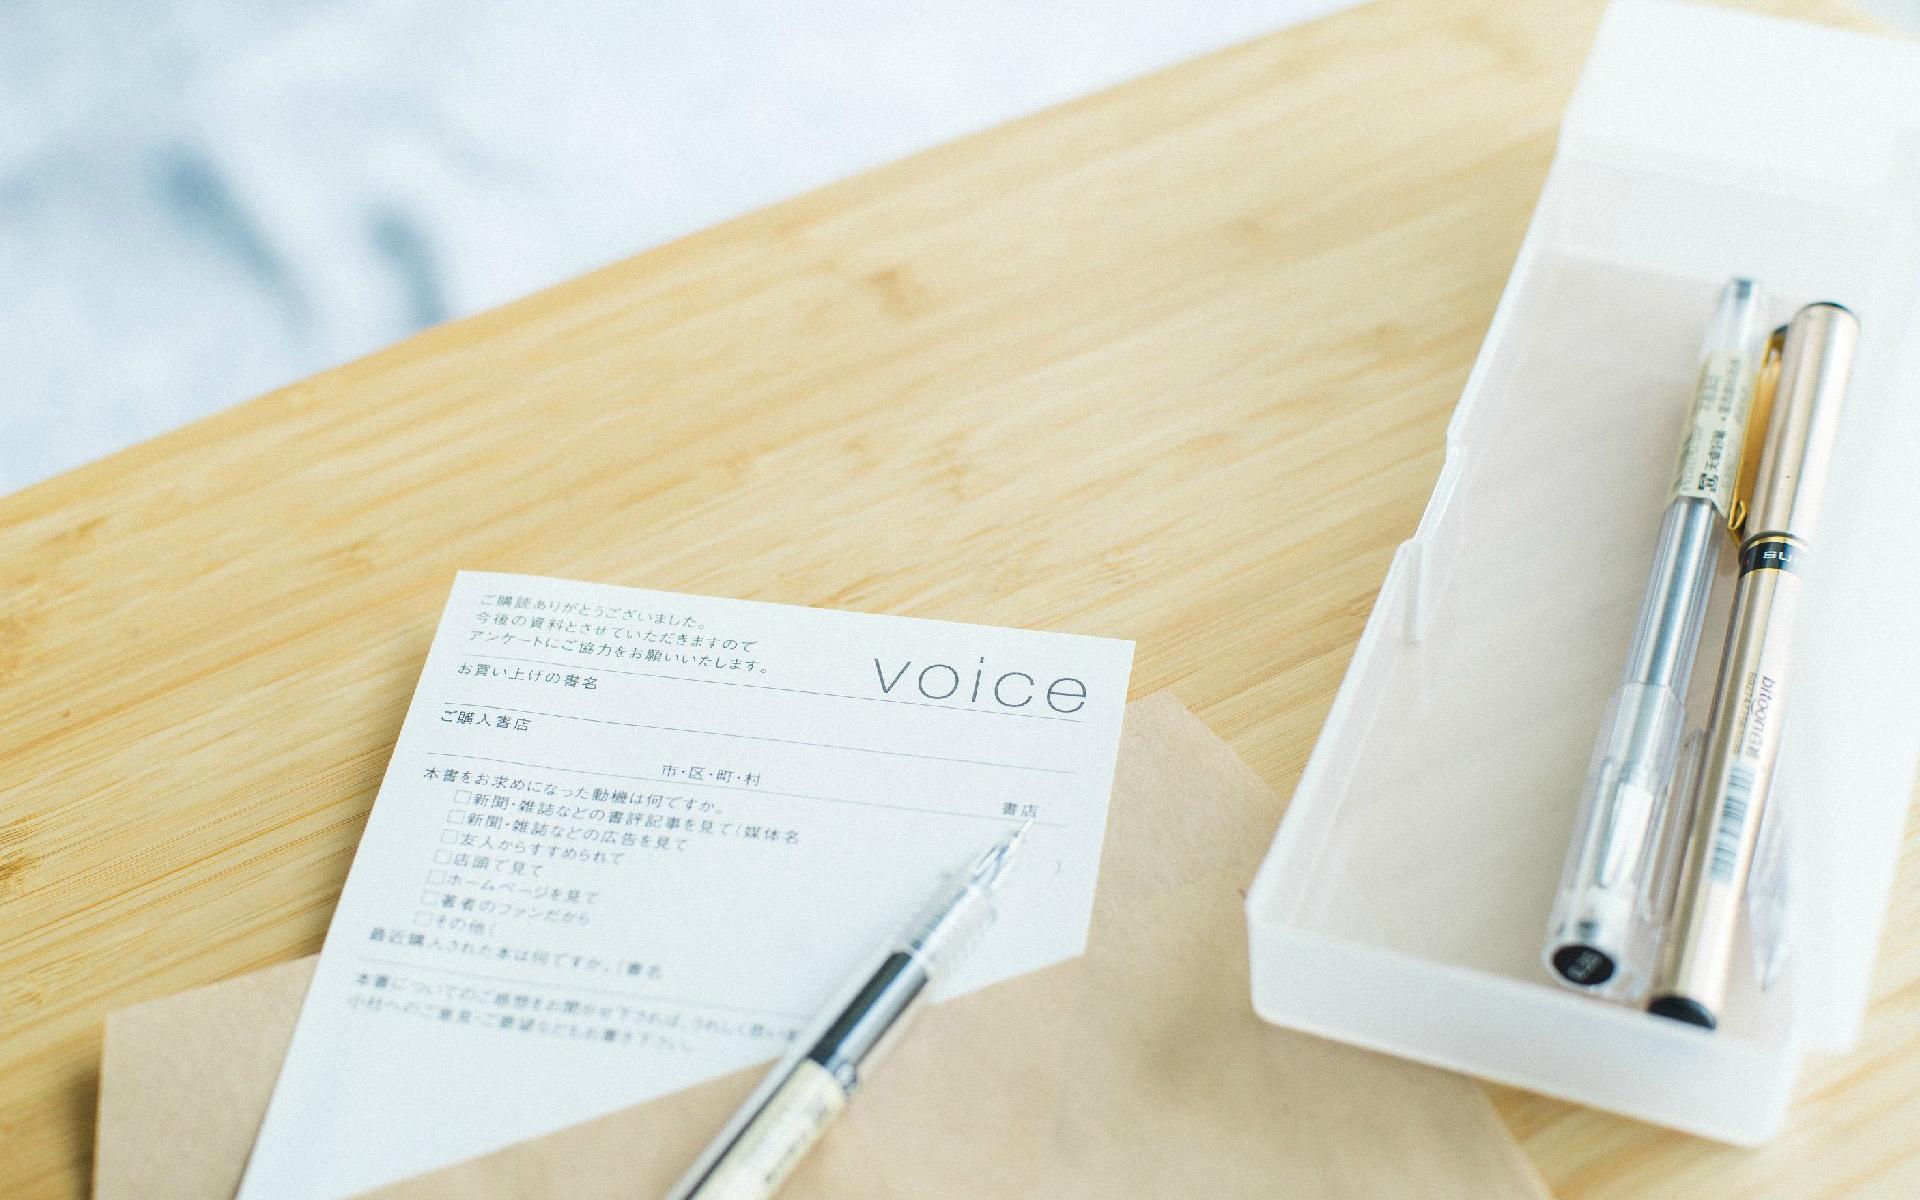 ご購読ありがとうございました。
今後の資料とさせていただきますので
アンケートにご協力をお願いいたします。
voice
お買い上げの書名
ご購入書店
市・区・町・村
書店
本書をお求めになった動機は何ですか。
□新聞・雑誌などの書評記事を見て(媒体名
)
□新聞・雑誌などの広告を見て
□友人からすすめられて
□店頭で見て
□ホームページを見て
□著者のファンだから
□その他(
最近購入された本は何ですか。(書名
本書についてのご感想をお聞かせ下されば、うれしく思い
小社へのご意見・ご要望などもお書き下さい。
bitoon